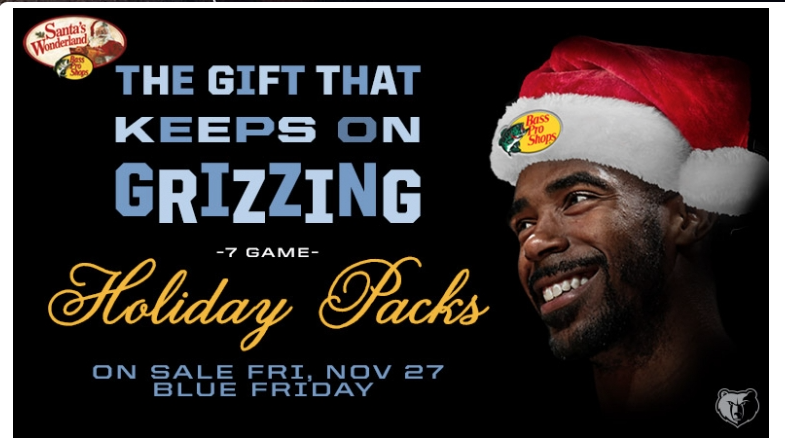 Santa's
Wonderland
Bass
Pro
Shops
THE GIFT THAT
KEEPS ON
GRIZZING
-7 GAME-
Holiday Packs
ON SALE FRI, NOV 27
BLUE FRIDAY
Bass
Pro
Shops